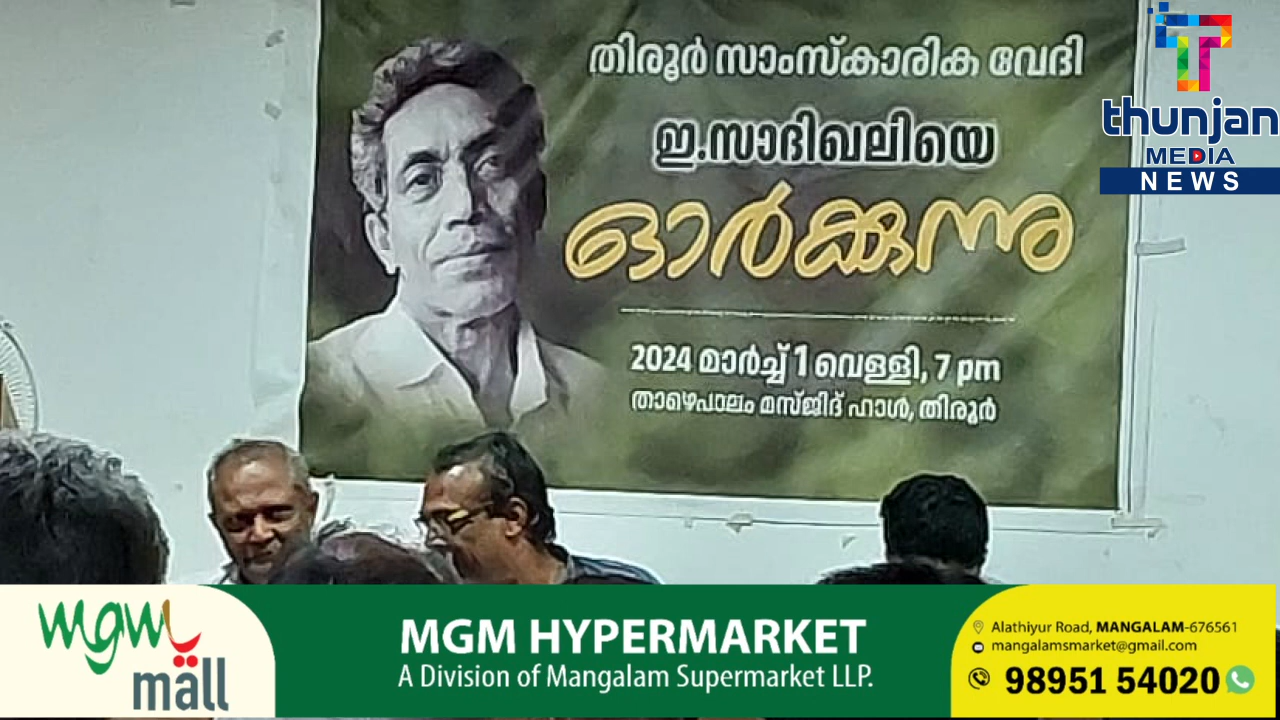 തിരൂർ സാംസ്കാരിക വേദി
ഇ.സാദിഖലിയെ
ഓർക്കുന്നു
2024 മാർച്ച് 1 വെള്ളി, 7 pm
താഴെപാലം മസ്ജിദ് ഹാൾ, തിരൂർ
thunjan
MEDIA
NEWS
mgm
mall
MGM HYPERMARKET
A Division of Mangalam Supermarket LLP.
Alathiyur Road, MANGALAM-676561
mangalamsmarket@gmail.com
98951 54020